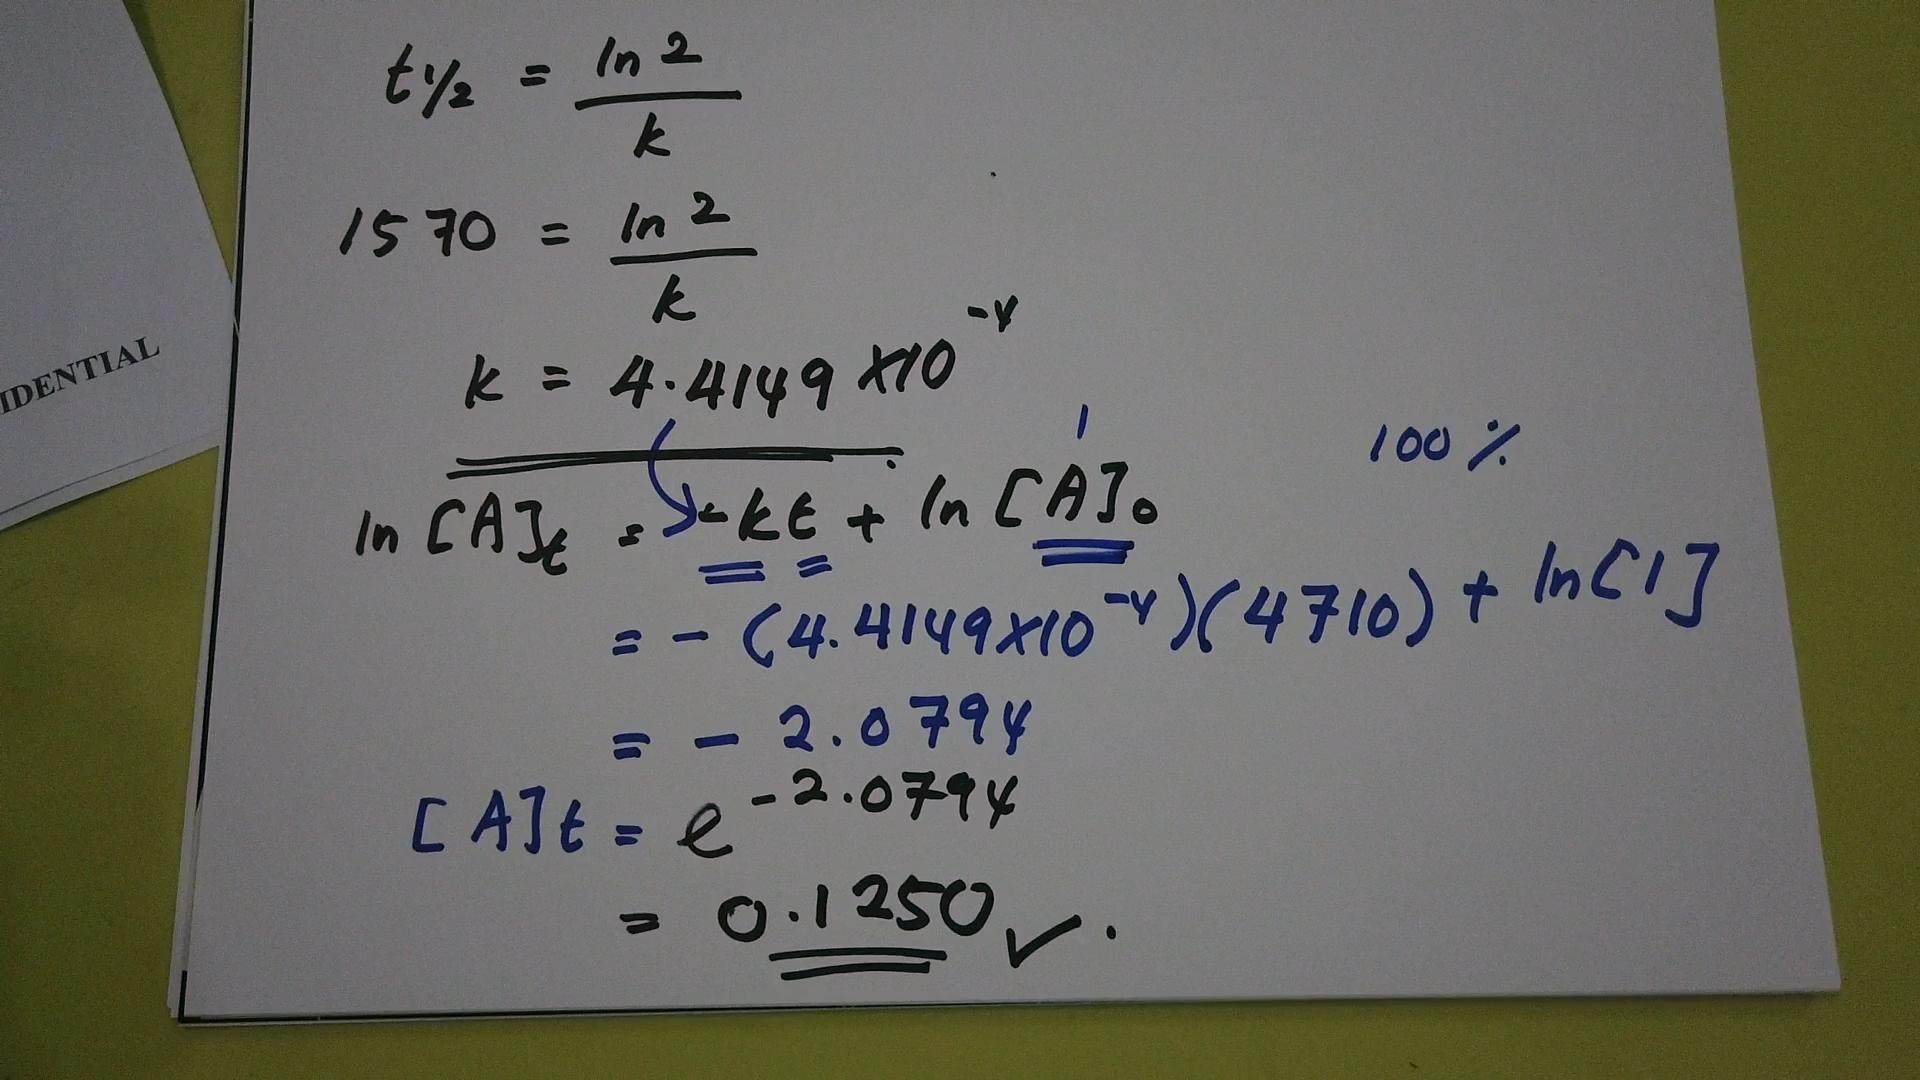 t1/2 = ln 2 / k
1570 = ln 2 / k
k = 4.4149 x10^-4
1
100 %
ln [A]t = -kt + ln [A]o
= - (4.4149x10^-4)(4710) + ln[1]
= - 2.0794
[A]t = e^-2.0794
= 0.1250 ✓.
IDENTIAL